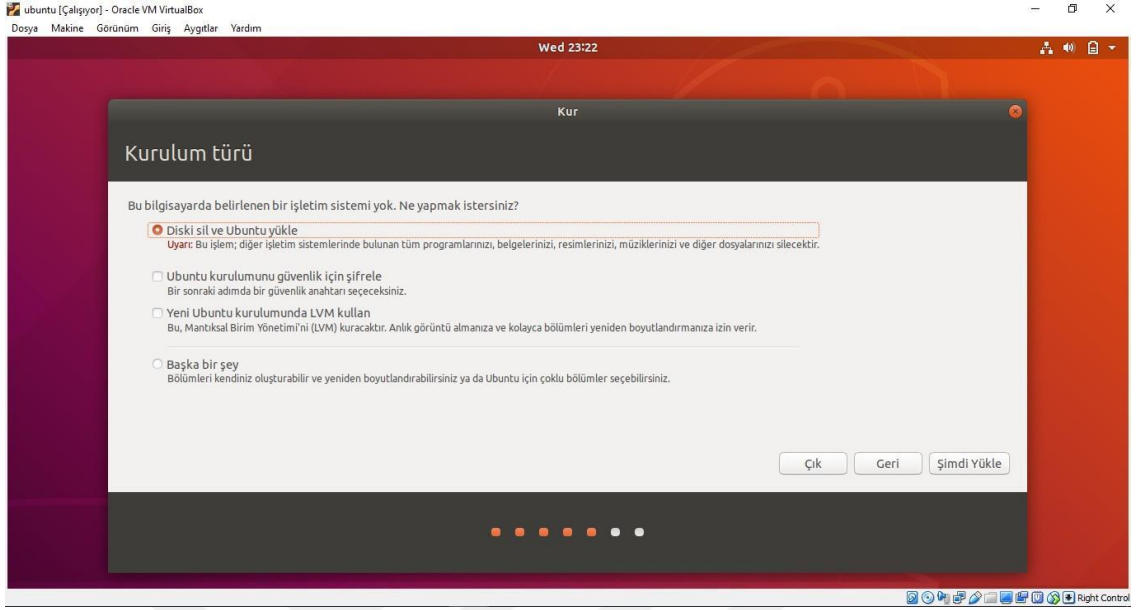 ubuntu [Çalışıyor] - Oracle VM VirtualBox
Dosya Makine Görünüm Giriş Aygıtlar Yardım
Wed 23:22
Kur
Kurulum türü
Bu bilgisayarda belirlenen bir işletim sistemi yok. Ne yapmak istersiniz?
Diski sil ve Ubuntu yükle
Uyarı: Bu işlem; diğer işletim sistemlerinde bulunan tüm programlarınızı, belgelerinizi, resimlerinizi, müziklerinizi ve diğer dosyalarınızı silecektir.
Ubuntu kurulumunu güvenlik için şifrele
Bir sonraki adımda bir güvenlik anahtarı seçeceksiniz.
Yeni Ubuntu kurulumunda LVM kullan
Bu, Mantıksal Birim Yönetimi'ni (LVM) kuracaktır. Anlık görüntü almanıza ve kolayca bölümleri yeniden boyutlandırmanıza izin verir.
Başka bir şey
Bölümleri kendiniz oluşturabilir ve yeniden boyutlandırabilirsiniz ya da Ubuntu için çoklu bölümler seçebilirsiniz.
Çık Geri Şimdi Yükle
Right Control